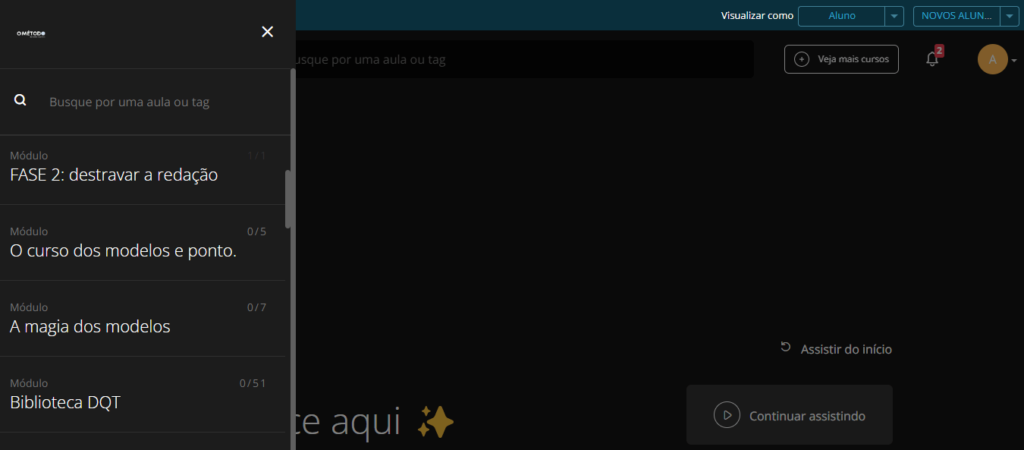 Visualizar como
Aluno
NOVOS ALUN...
O MÉTODO
usque por uma aula ou tag
Veja mais cursos
2
A
Busque por uma aula ou tag
Módulo 1/1
FASE 2: destravar a redação
Módulo 0/5
O curso dos modelos e ponto.
Módulo 0/7
A magia dos modelos
Assistir do início
Módulo 0/51
Biblioteca DQT
ce aqui ✨
Continuar assistindo